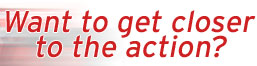 Want to get closer
to the action?